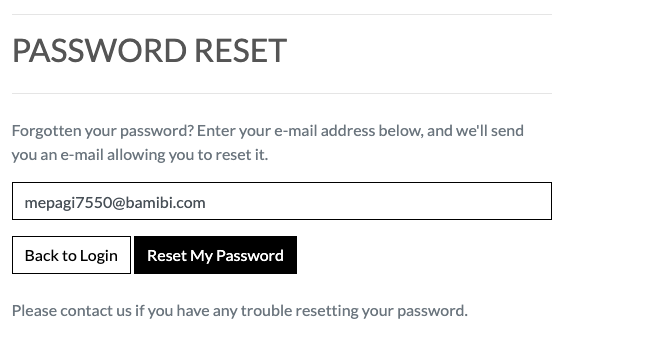 PASSWORD RESET
Forgotten your password? Enter your e-mail address below, and we'll send
you an e-mail allowing you to reset it.
mepagi7550@bamibi.com
Back to Login
Reset My Password
Please contact us if you have any trouble resetting your password.